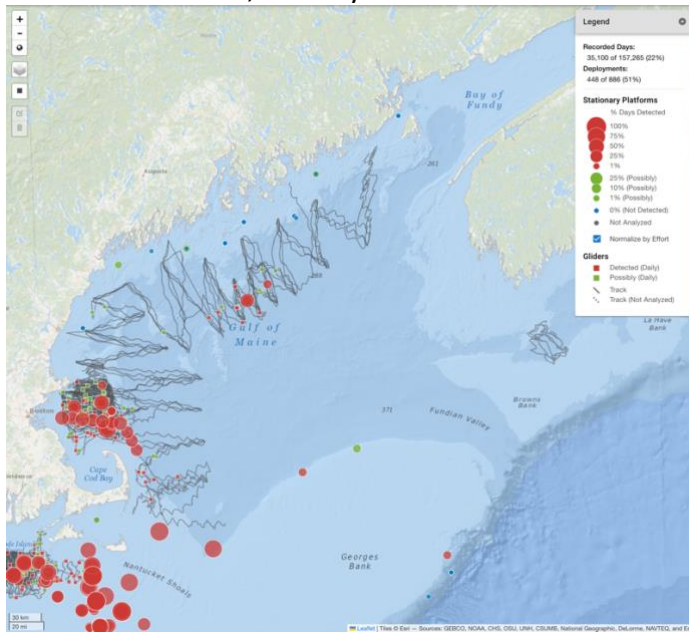 +
−
Bay of
Fundy
Augusta
265
Gulf of
Maine
371
Fundian Valley
Browns
Bank
La Have
Bank
Cape
Cod Bay
Georges
Bank
Nantucket Shoals
30 km
20 mi
Legend
Recorded Days:
35,100 of 157,265 (22%)
Deployments:
448 of 886 (51%)
Stationary Platforms
% Days Detected
100%
75%
50%
25%
1%
25% (Possibly)
10% (Possibly)
1% (Possibly)
0% (Not Detected)
Not Analyzed
Normalize by Effort
Gliders
Detected (Daily)
Possibly (Daily)
Track
Track (Not Analyzed)
Leaflet | Tiles © Esri — Sources: GEBCO, NOAA, CHS, OSU, UNH, CSUMB, National Geographic, DeLorme, NAVTEQ, and